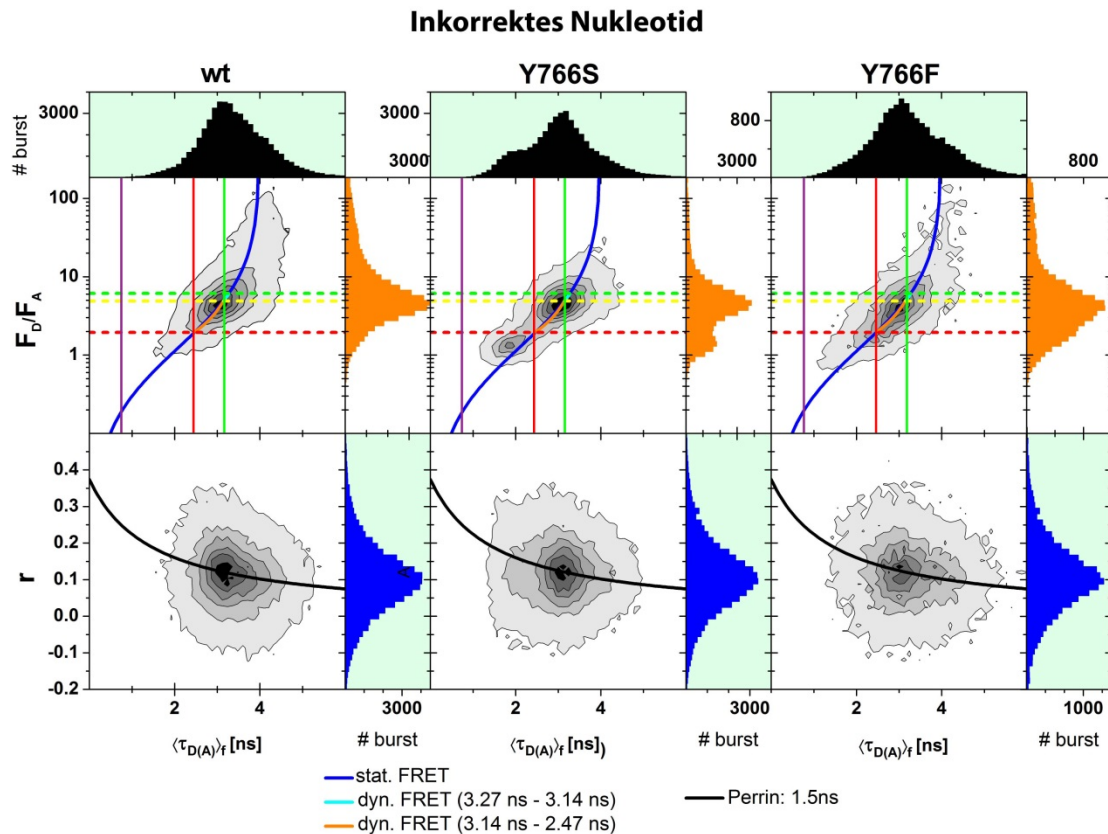 Inkorrektes Nukleotid
wt
Y766S
Y766F
# burst
3000
3000
3000
800
3000
800
F_D/F_A
100
10
1
r
0.4
0.3
0.2
0.1
0.0
-0.1
-0.2
A
2 4
3000
2 4
3000
2 4
1000
⟨τ_D(A)⟩_f [ns]
# burst
⟨τ_D(A)⟩_f [ns])
# burst
⟨τ_D(A)⟩_f [ns]
# burst
stat. FRET
dyn. FRET (3.27 ns - 3.14 ns)
dyn. FRET (3.14 ns - 2.47 ns)
Perrin: 1.5ns